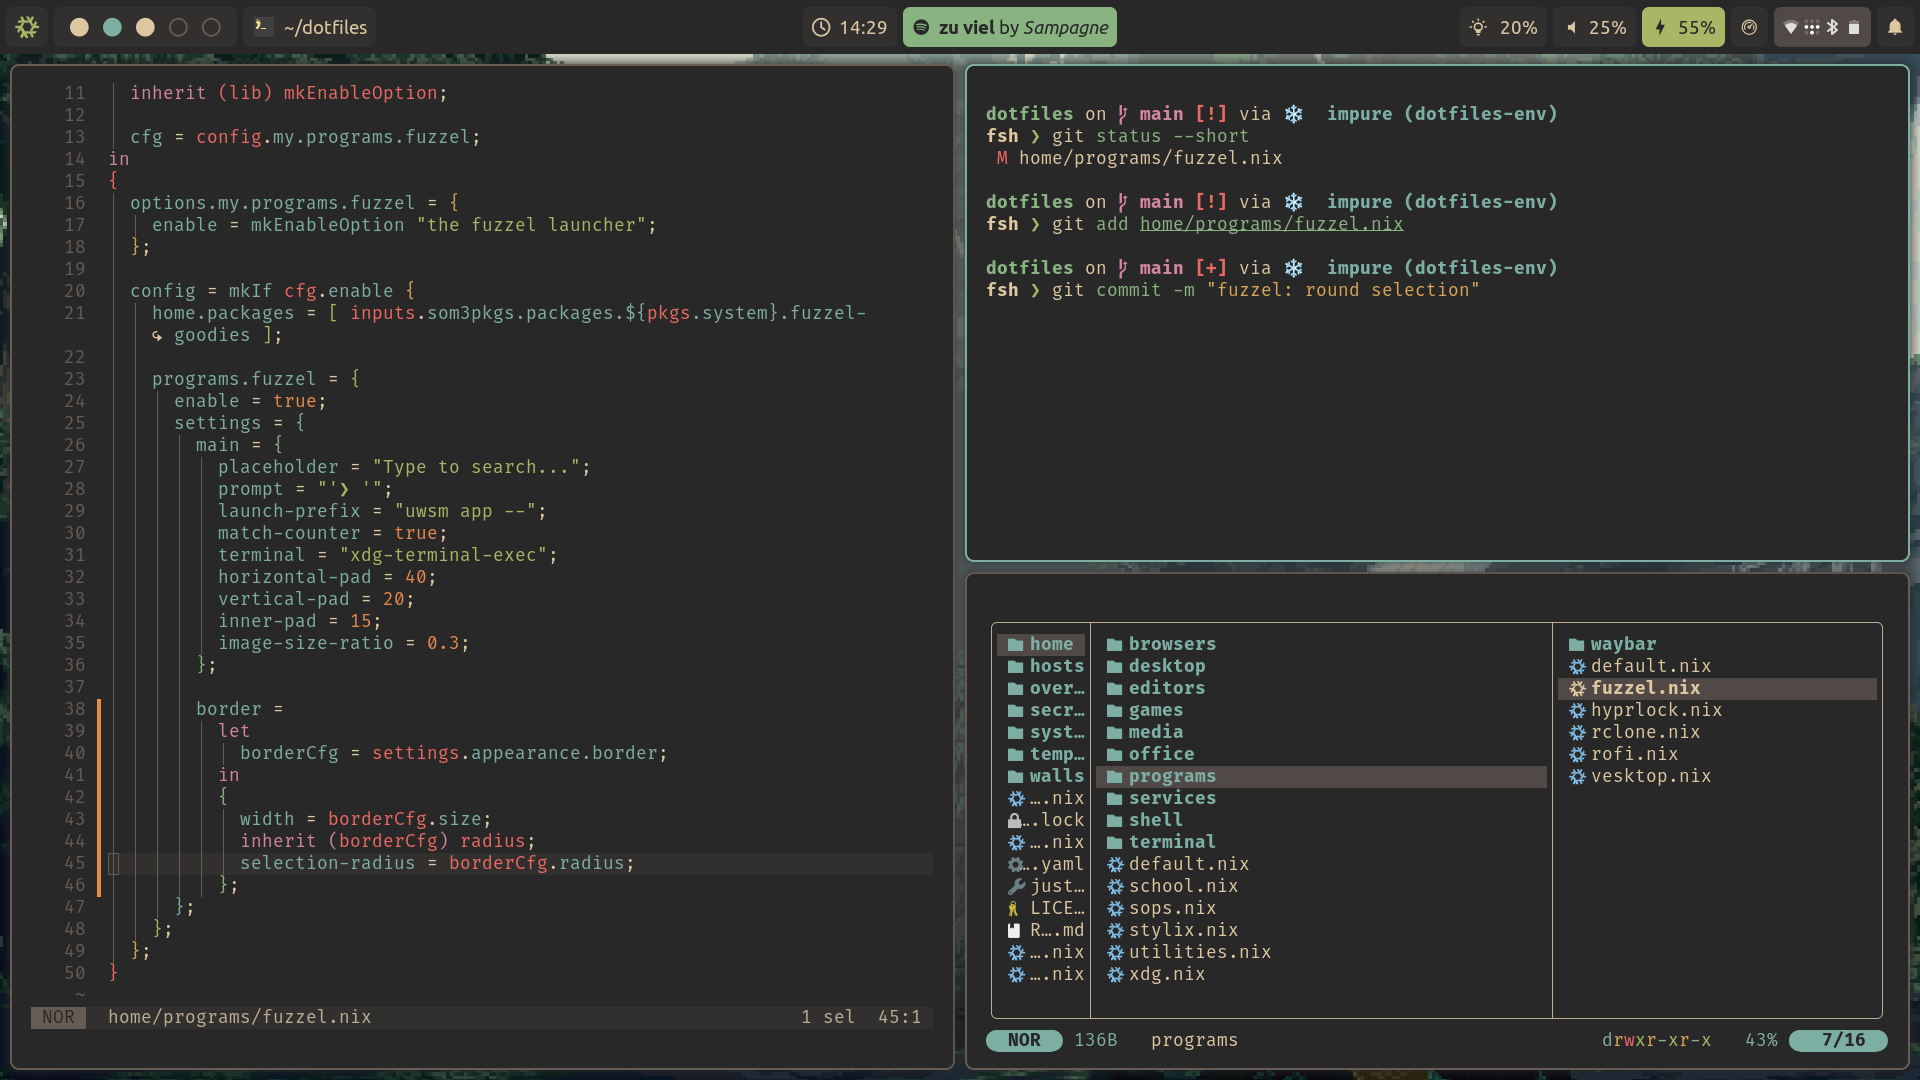 ~/dotfiles
14:29
zu viel by Sampagne
20%
25%
55%
11 inherit (lib) mkEnableOption;
12
13 cfg = config.my.programs.fuzzel;
14 in
15 {
16 options.my.programs.fuzzel = {
17 enable = mkEnableOption "the fuzzel launcher";
18 };
19
20 config = mkIf cfg.enable {
21 home.packages = [ inputs.som3pkgs.packages.${pkgs.system}.fuzzel-
↪ goodies ];
22
23 programs.fuzzel = {
24 enable = true;
25 settings = {
26 main = {
27 placeholder = "Type to search...";
28 prompt = "'❯ '";
29 launch-prefix = "uwsm app --";
30 match-counter = true;
31 terminal = "xdg-terminal-exec";
32 horizontal-pad = 40;
33 vertical-pad = 20;
34 inner-pad = 15;
35 image-size-ratio = 0.3;
36 };
37
38 border =
39 let
40 borderCfg = settings.appearance.border;
41 in
42 {
43 width = borderCfg.size;
44 inherit (borderCfg) radius;
45 selection-radius = borderCfg.radius;
46 };
47 };
48 };
49 };
50 }
~
NOR home/programs/fuzzel.nix 1 sel 45:1
dotfiles on main [!] via ❄ impure (dotfiles-env)
fsh ❯ git status --short
M home/programs/fuzzel.nix
dotfiles on main [!] via ❄ impure (dotfiles-env)
fsh ❯ git add home/programs/fuzzel.nix
dotfiles on main [+] via ❄ impure (dotfiles-env)
fsh ❯ git commit -m "fuzzel: round selection"
home
hosts
over…
secr…
syst…
temp…
walls
….nix
…lock
….nix
…yaml
just…
LICE…
R….md
….nix
….nix
browsers
desktop
editors
games
media
office
programs
services
shell
terminal
default.nix
school.nix
sops.nix
stylix.nix
utilities.nix
xdg.nix
waybar
default.nix
fuzzel.nix
hyprlock.nix
rclone.nix
rofi.nix
vesktop.nix
NOR 136B programs drwxr-xr-x 43% 7/16